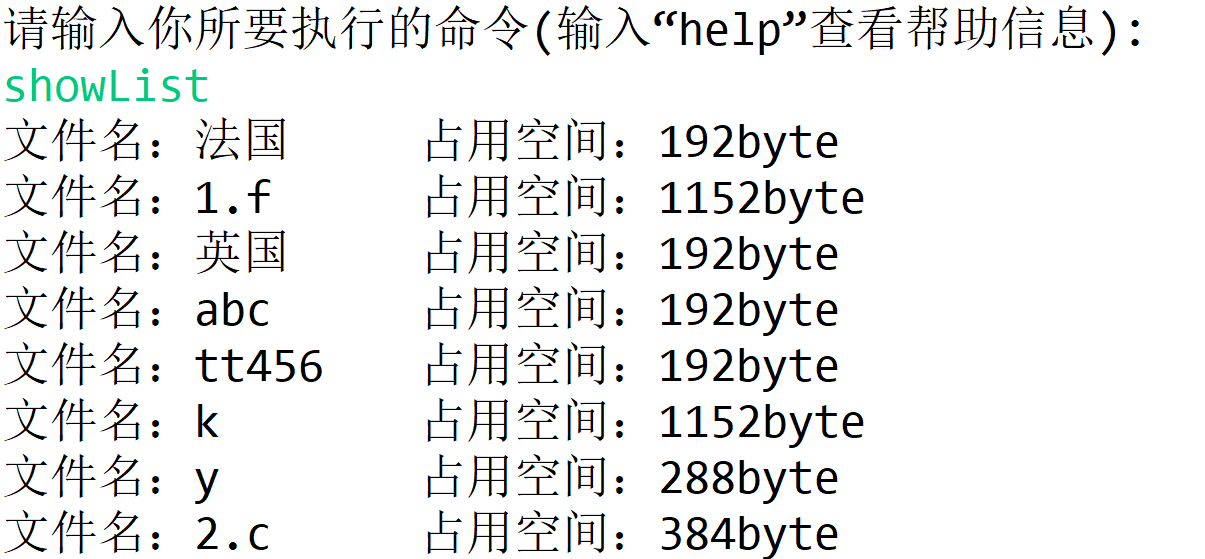 请输入你所要执行的命令(输入“help”查看帮助信息):
showList
文件名：法国 占用空间：192byte
文件名：1.f 占用空间：1152byte
文件名：英国 占用空间：192byte
文件名：abc 占用空间：192byte
文件名：tt456 占用空间：192byte
文件名：k 占用空间：1152byte
文件名：y 占用空间：288byte
文件名：2.c 占用空间：384byte